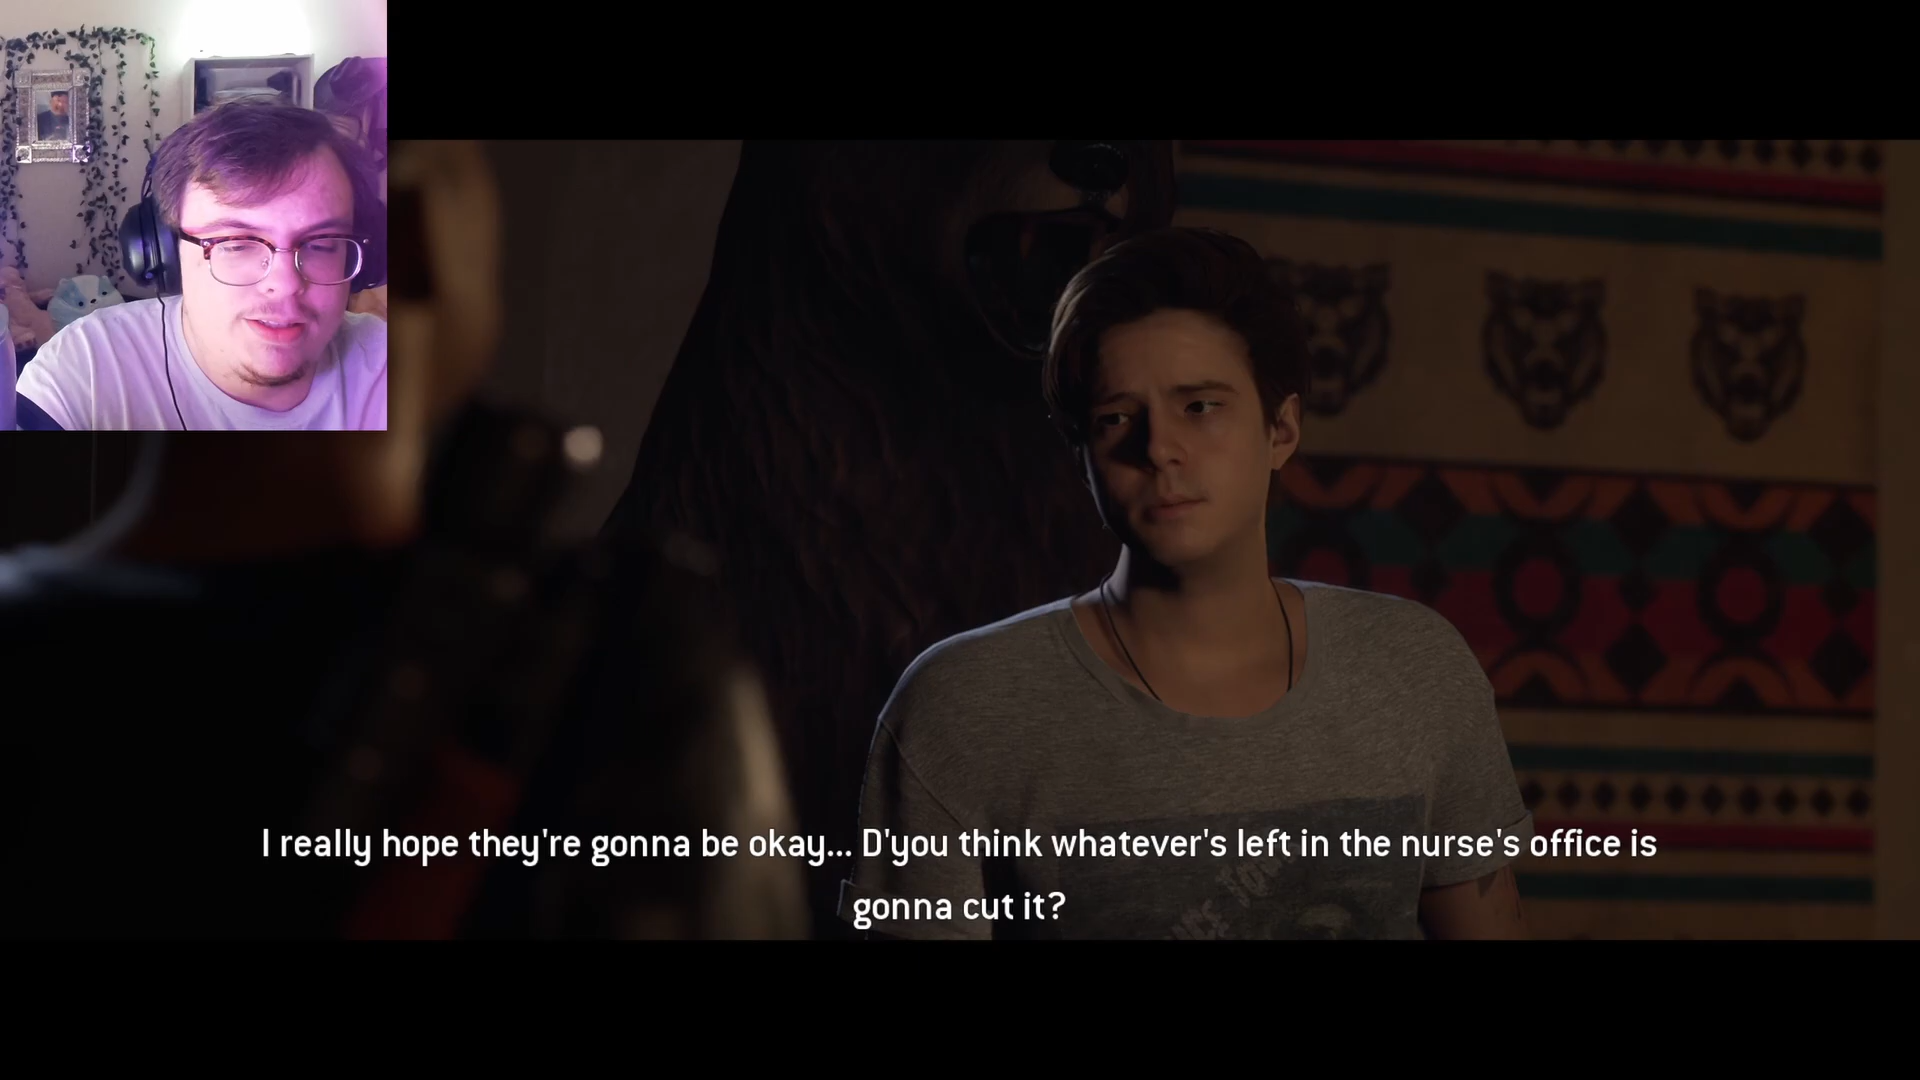 I really hope they're gonna be okay... D'you think whatever's left in the nurse's office is
gonna cut it?